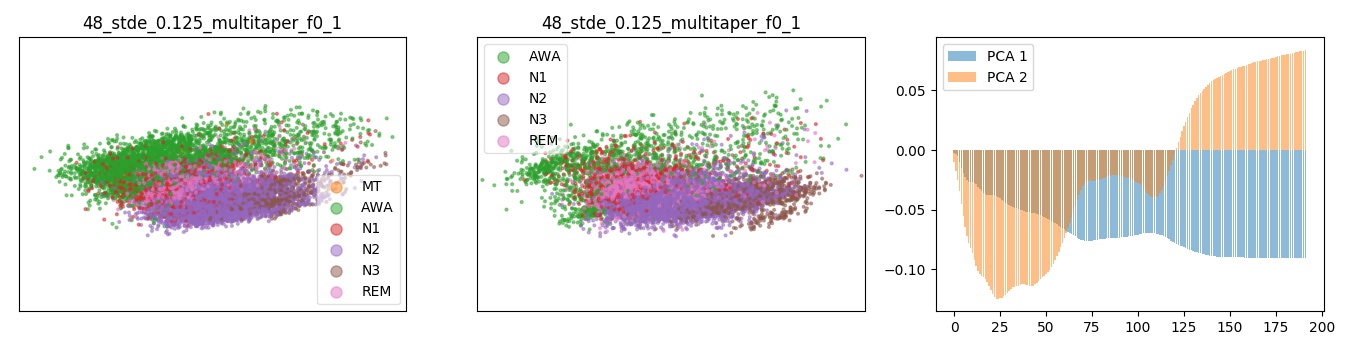 48_stde_0.125_multitaper_f0_1
MT
AWA
N1
N2
N3
REM
48_stde_0.125_multitaper_f0_1
AWA
N1
N2
N3
REM
PCA 1
PCA 2
0.05
0.00
−0.05
−0.10
0 25 50 75 100 125 150 175 200